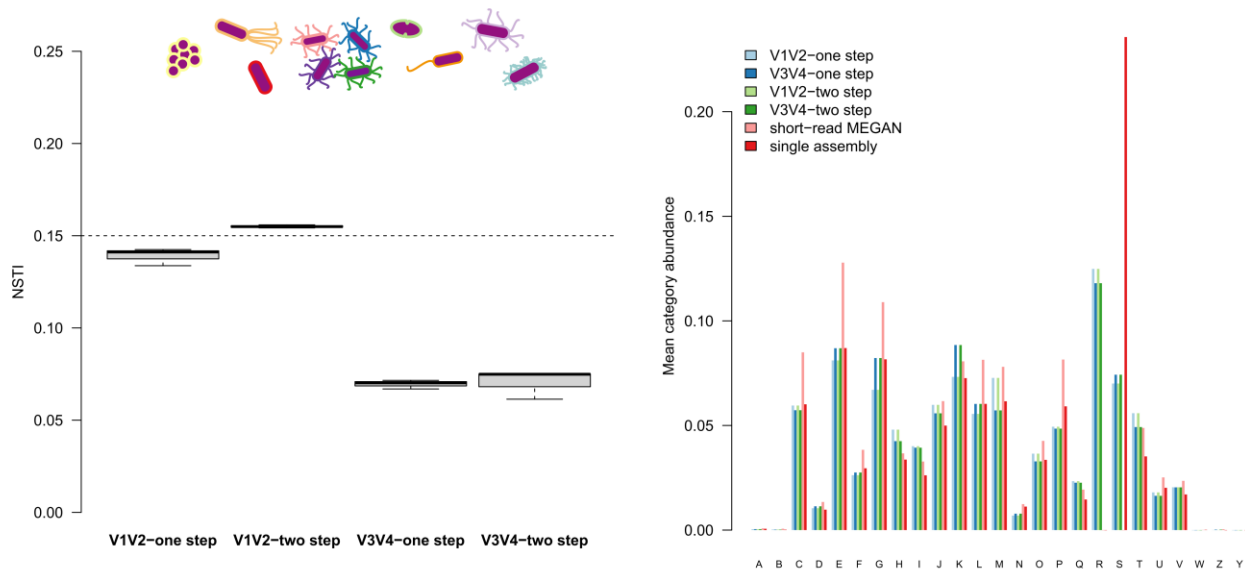 0.25
0.20
0.15
0.10
0.05
0.00
NSTI
V1V2−one step V1V2−two step V3V4−one step V3V4−two step
V1V2−one step
V3V4−one step
V1V2−two step
V3V4−two step
short−read MEGAN
single assembly
0.20
0.15
0.10
0.05
0.00
Mean category abundance
A B C D E F G H I J K L M N O P Q R S T U V W Z Y